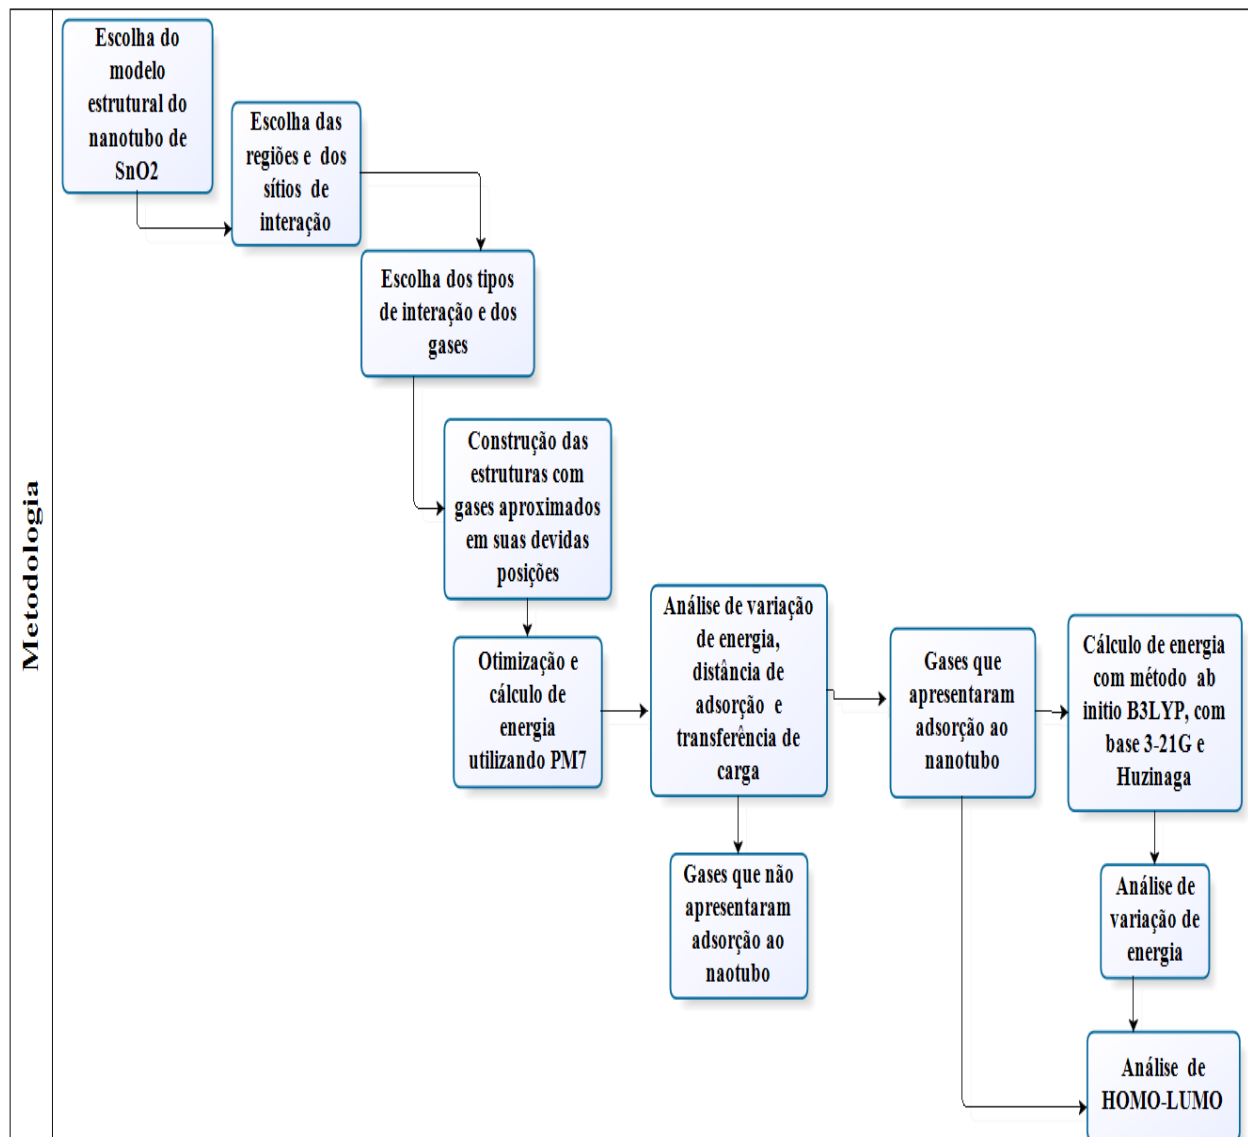 Metodologia
Escolha do
modelo
estrutural do
nanotubo de
SnO2
Escolha das
regiões e dos
sítios de
interação
Escolha dos tipos
de interação e dos
gases
Construção das
estruturas com
gases aproximados
em suas devidas
posições
Otimização e
cálculo de
energia
utilizando PM7
Análise de variação
de energia,
distância de
adsorção e
transferência de
carga
Gases que não
apresentaram
adsorção ao
naotubo
Gases que
apresentaram
adsorção ao
nanotubo
Cálculo de energia
com método ab
initio B3LYP, com
base 3-21G e
Huzinaga
Análise de
variação de
energia
Análise de
HOMO-LUMO